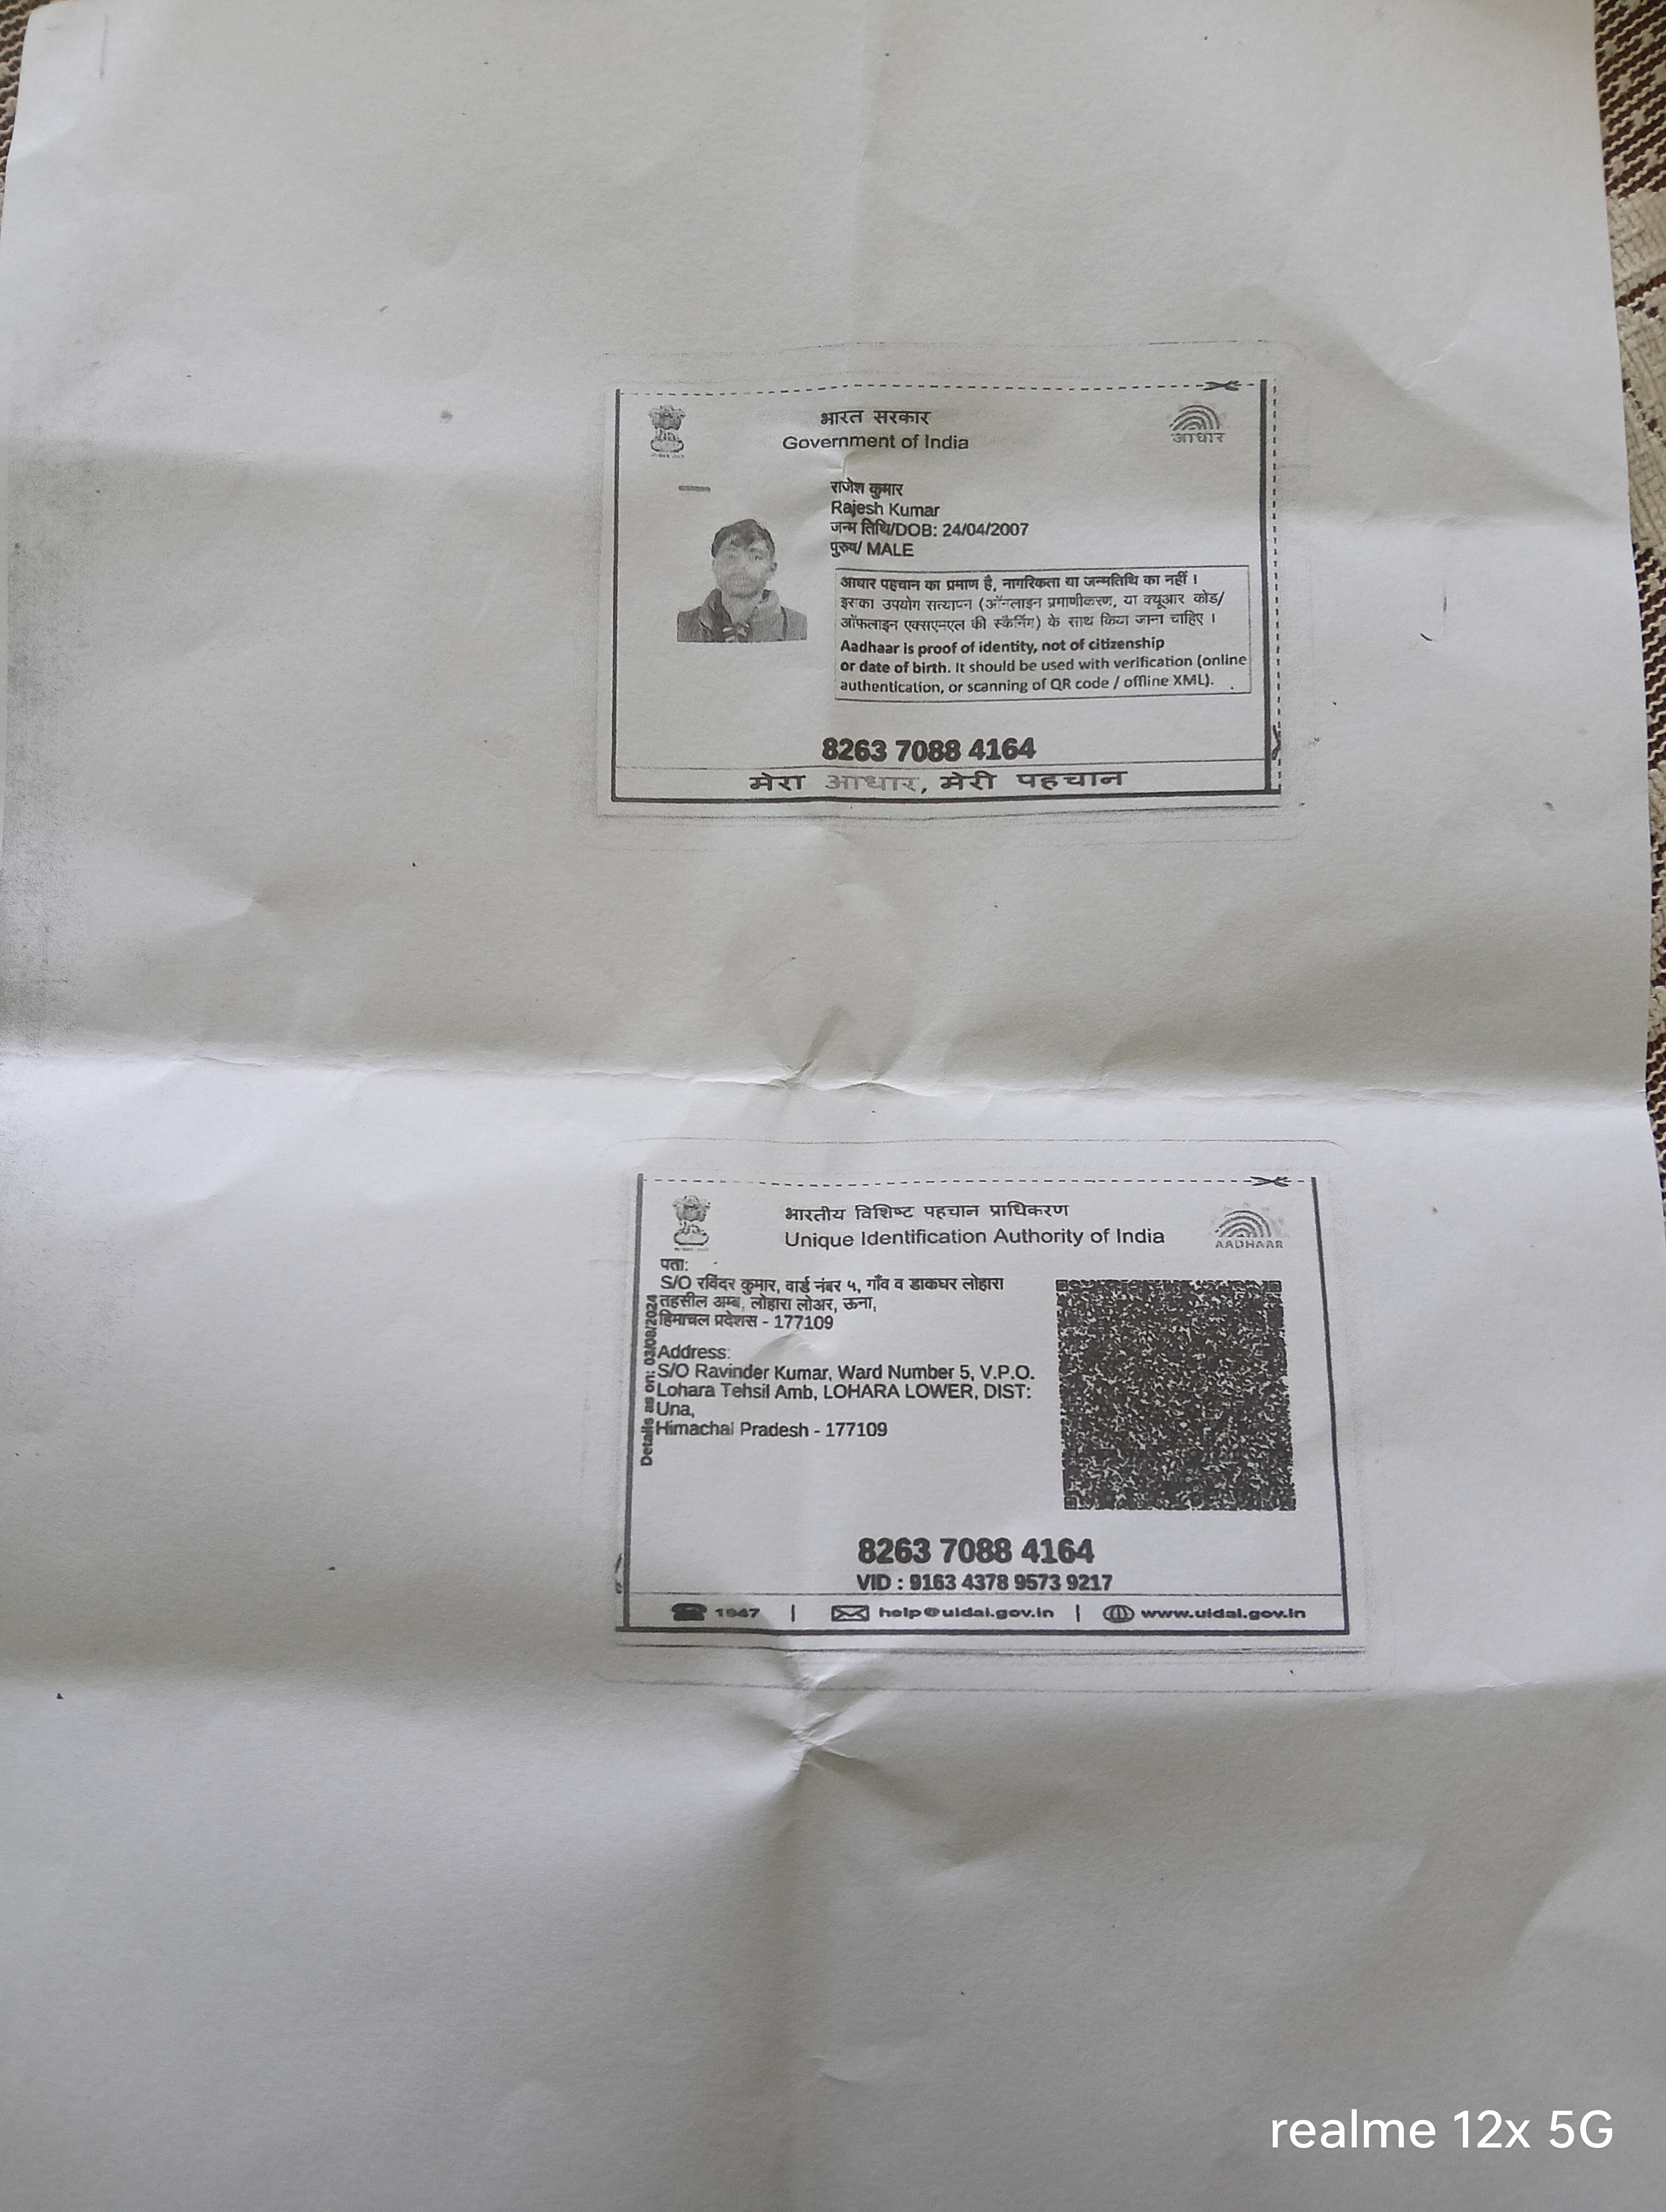 भारत सरकार
Government of India
आधार
राजेश कुमार
Rajesh Kumar
जन्म तिथि/DOB: 24/04/2007
पुरुष/ MALE
आधार पहचान का प्रमाण है, नागरिकता या जन्मतिथि का नहीं ।
इसका उपयोग सत्यापन (ऑनलाइन प्रमाणीकरण, या क्यूआर कोड/
ऑफलाइन एक्सएमएल की स्कैनिंग) के साथ किया जाना चाहिए ।
Aadhaar is proof of identity, not of citizenship
or date of birth. It should be used with verification (online
authentication, or scanning of QR code / offline XML).
8263 7088 4164
मेरा आधार, मेरी पहचान
भारतीय विशिष्ट पहचान प्राधिकरण
Unique Identification Authority of India
AADHAAR
पता:
S/O रविंदर कुमार, वार्ड नंबर ५, गाँव व डाकघर लोहारा
तहसील अम्ब, लोहारा लोअर, ऊना,
हिमाचल प्रदेशस - 177109
Address:
S/O Ravinder Kumar, Ward Number 5, V.P.O.
Lohara Tehsil Amb, LOHARA LOWER, DIST:
Una,
Himachal Pradesh - 177109
Details as on: 03/08/2024
8263 7088 4164
VID : 9163 4378 9573 9217
1947 | help@uidai.gov.in | www.uidai.gov.in
realme 12x 5G